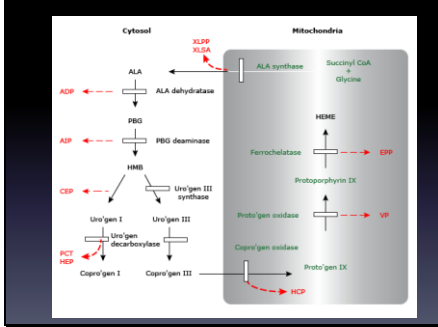 Cytosol
Mitochondria
XLPP
XLSA
ALA synthase
Succinyl CoA
+
Glycine
ALA
ADP
ALA dehydratase
PBG
HEME
AIP
PBG deaminase
Ferrochelatase
EPP
HMB
CEP
Uro'gen III
synthase
Protoporphyrin IX
Uro'gen I
Uro'gen III
Proto'gen oxidase
VP
Uro'gen
decarboxylase
Copro'gen oxidase
PCT
HEP
Copro'gen I
Copro'gen III
Proto'gen IX
HCP